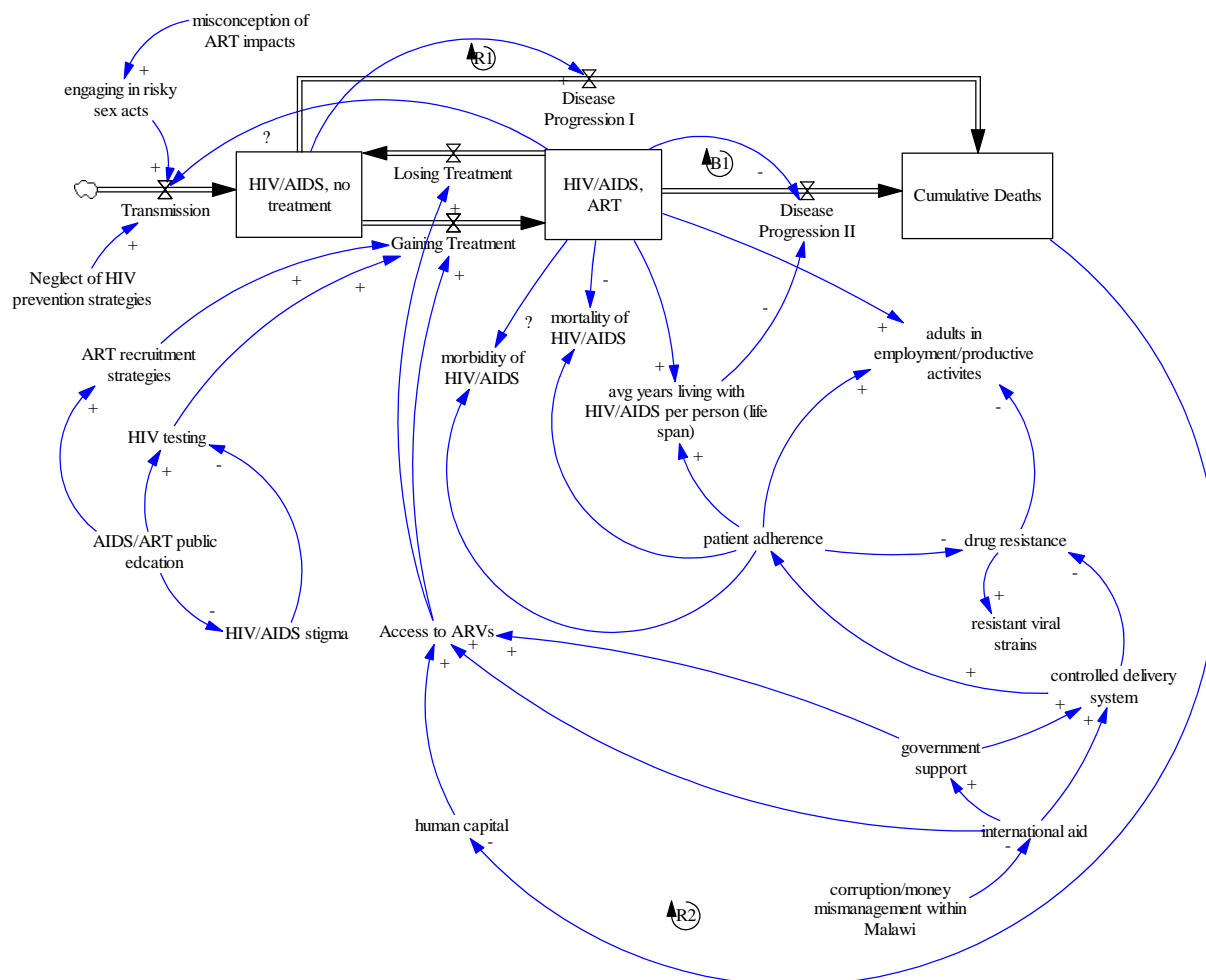 misconception of
ART impacts
+
engaging in risky
sex acts
R1
+
Disease
Progression I
?
+
Transmission
+
HIV/AIDS, no
treatment
Losing Treatment
+
+
Gaining Treatment
+
HIV/AIDS,
ART
B1
-
Disease
Progression II
-
Cumulative Deaths
Neglect of HIV
prevention strategies
+
+
?
-
mortality of
HIV/AIDS
morbidity of
HIV/AIDS
+
avg years living with
HIV/AIDS per person (life
span)
+
+
adults in
employment/productive
activites
+
-
ART recruitment
strategies
+
HIV testing
+
-
AIDS/ART public
edcation
-
HIV/AIDS stigma
patient adherence
-
drug resistance
-
+
resistant viral
strains
Access to ARVs
+
+
+
+
controlled delivery
system
+
+
government
support
+
human capital
-
international aid
-
corruption/money
mismanagement within
Malawi
R2